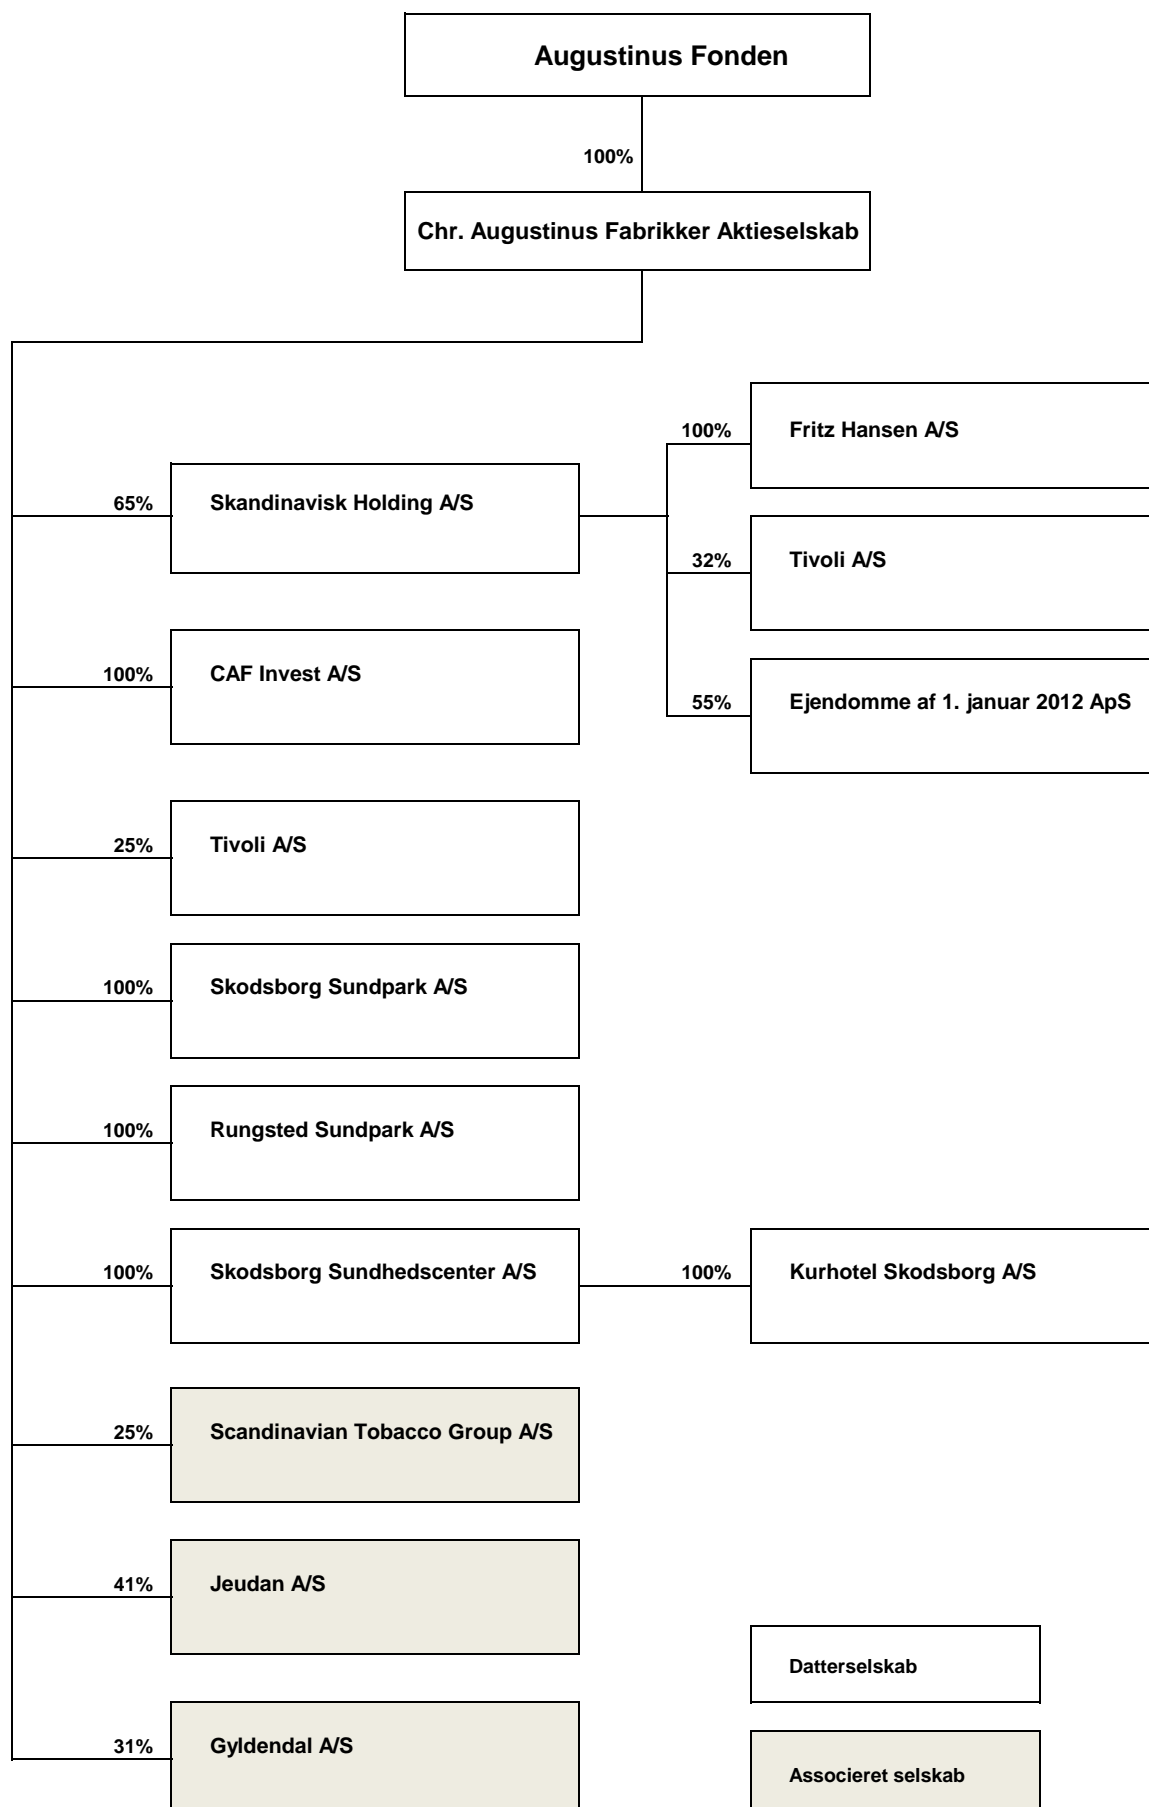 Augustinus Fonden
100%
Chr. Augustinus Fabrikker Aktieselskab
100%
Fritz Hansen A/S
65%
Skandinavisk Holding A/S
32%
Tivoli A/S
100%
CAF Invest A/S
55%
Ejendomme af 1. januar 2012 ApS
25%
Tivoli A/S
100%
Skodsborg Sundpark A/S
100%
Rungsted Sundpark A/S
100%
Skodsborg Sundhedscenter A/S
100%
Kurhotel Skodsborg A/S
25%
Scandinavian Tobacco Group A/S
41%
Jeudan A/S
Datterselskab
31%
Gyldendal A/S
Associeret selskab